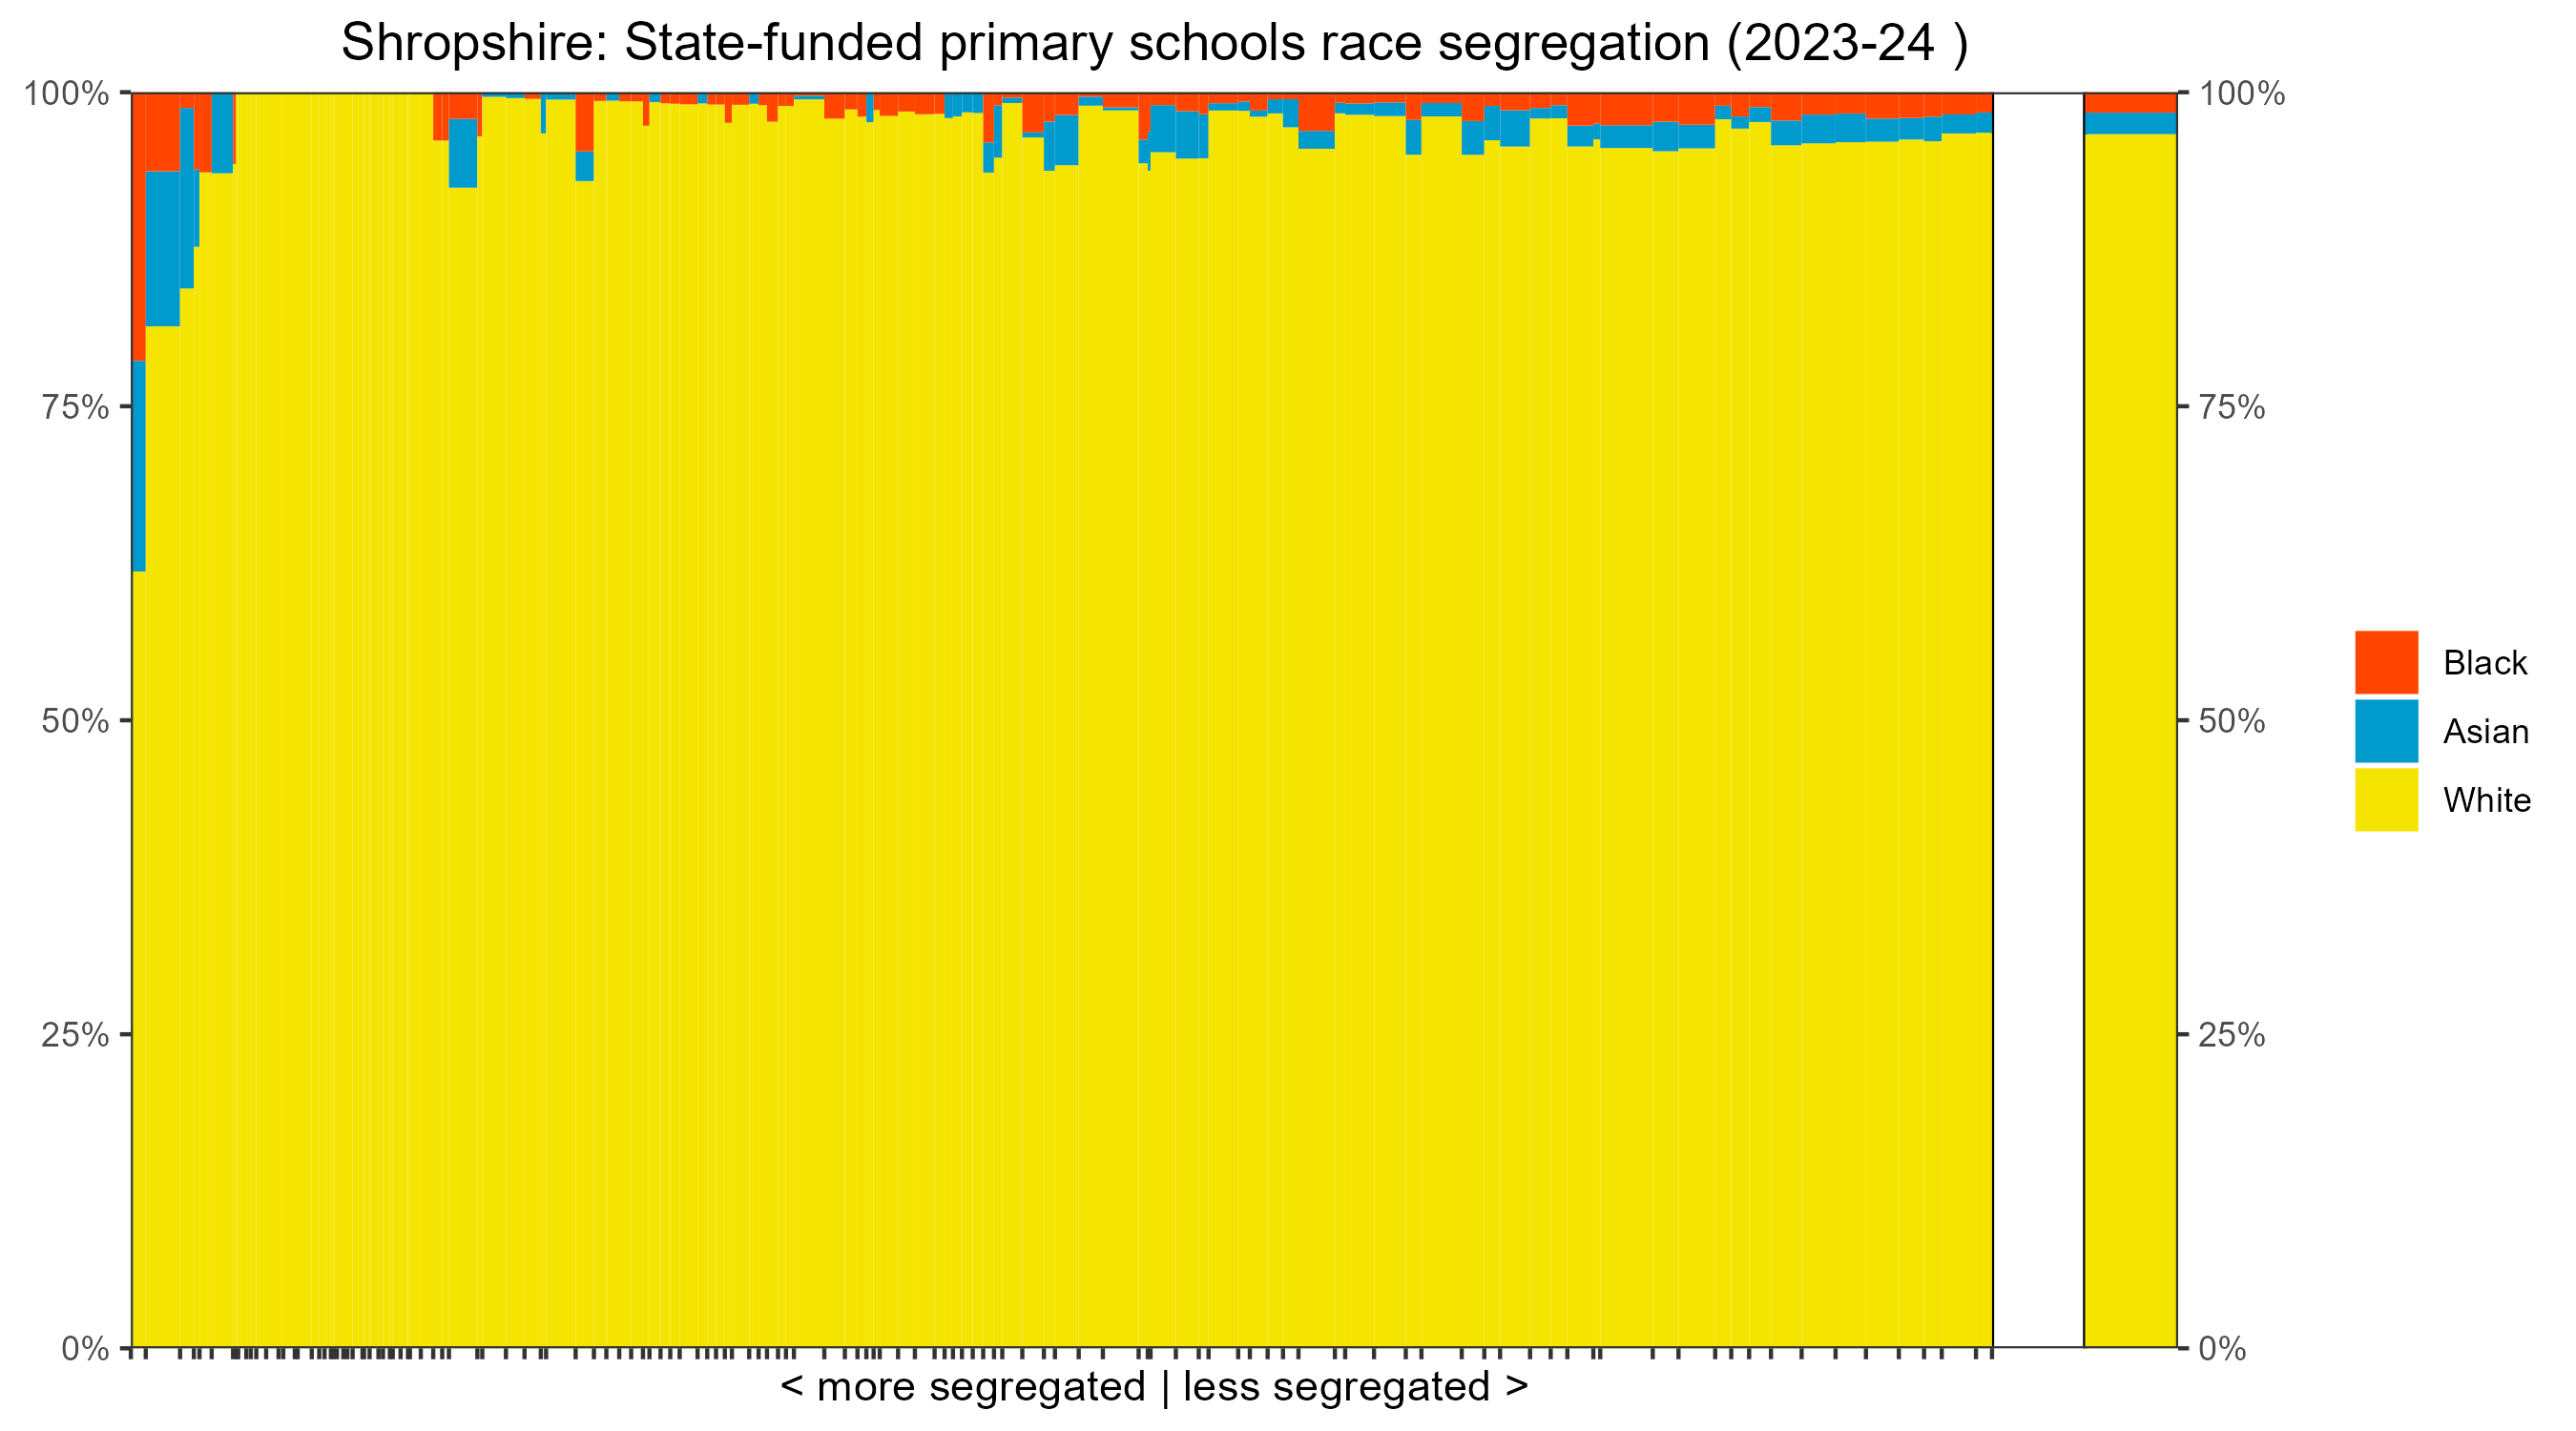 Shropshire: State-funded primary schools race segregation (2023-24 )
100%
75%
50%
25%
0%
100%
75%
50%
25%
0%
Black
Asian
White
< more segregated | less segregated >